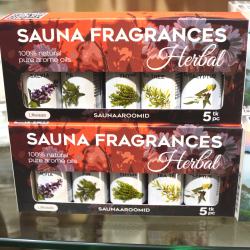 SAUNA FRAGRANCES
100% natural
pure aroma oils
Herbal
SAUNAAROOMID
5 tk
pc
SAUNA FRAGRANCES
100% natural
pure aroma oils
Herbal
SAUNAAROOMID
5 tk
pc